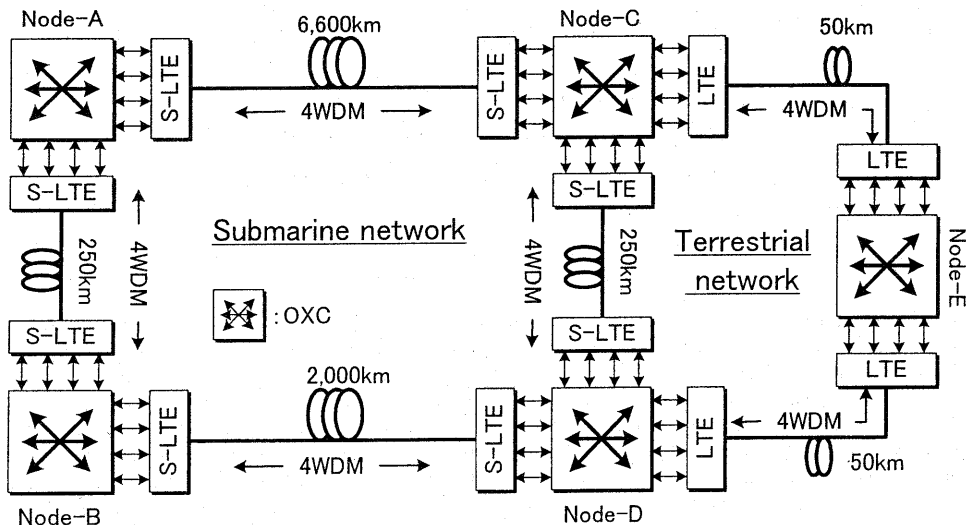 Node-A
6,600km
Node-C
50km
S-LTE
4WDM
S-LTE
LTE
4WDM
S-LTE
S-LTE
LTE
250km
4WDM
Submarine network
4WDM
250km
Terrestrial
network
Node-E
:OXC
S-LTE
S-LTE
LTE
2,000km
4WDM
S-LTE
4WDM
S-LTE
LTE
50km
Node-B
Node-D